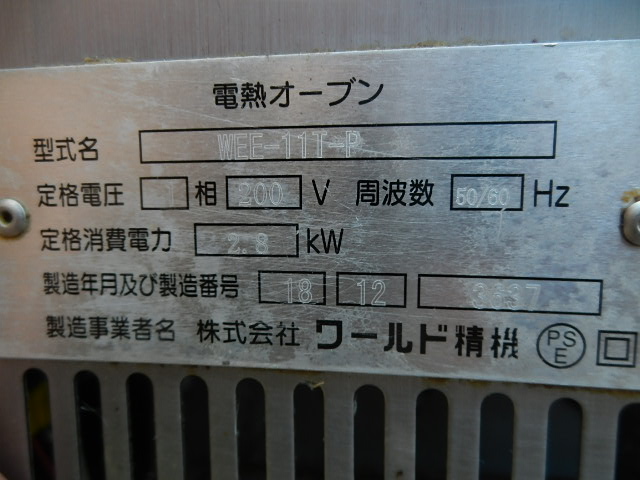 電熱オーブン
型式名 WEE-11T-P
定格電圧 1 相 200 V 周波数 50/60 Hz
定格消費電力 2.8 kW
製造年月及び製造番号 18 12
製造事業者名 株式会社 ワールド精機 PSE